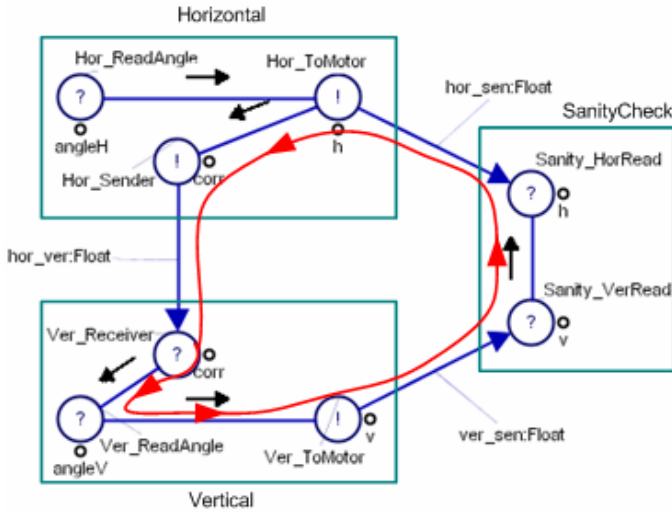 Horizontal
Hor_ReadAngle
Hor_ToMotor
hor_sen:Float
SanityCheck
?
!
angleH
h
Sanity_HorRead
!
corr
Hor_Sender
?
h
hor_ver:Float
Sanity_VerRead
Ver_Receiver
?
v
?
corr
?
!
v
Ver_ReadAngle
Ver_ToMotor
ver_sen:Float
angleV
Vertical